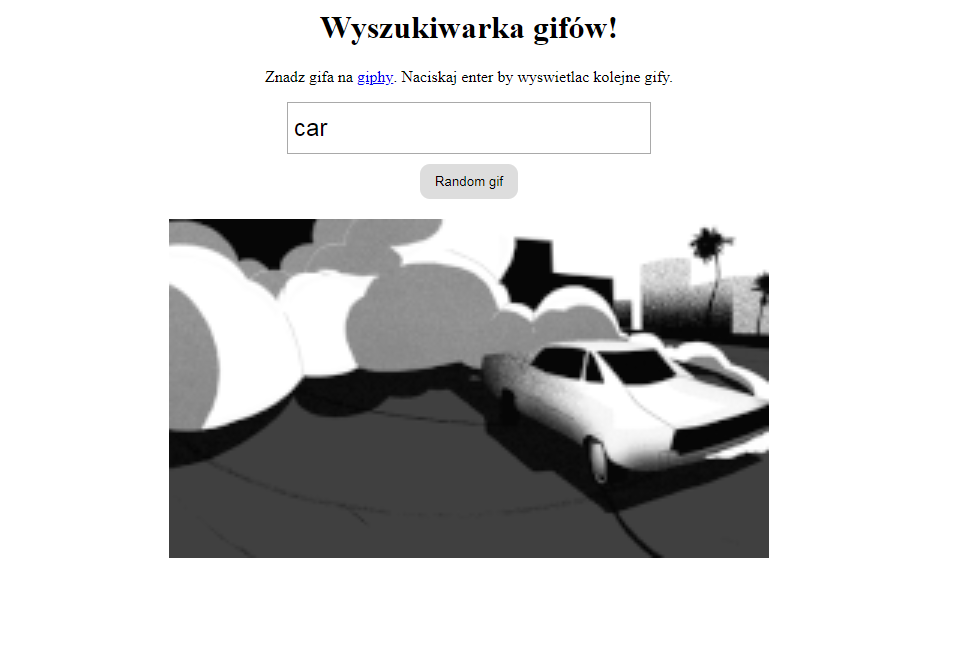 Wyszukiwarka gifów!
Znadz gifa na giphy. Naciskaj enter by wyswietlac kolejne gify.
car
Random gif